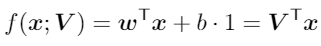 f(x; V) = w⊤x + b · 1 = V⊤x